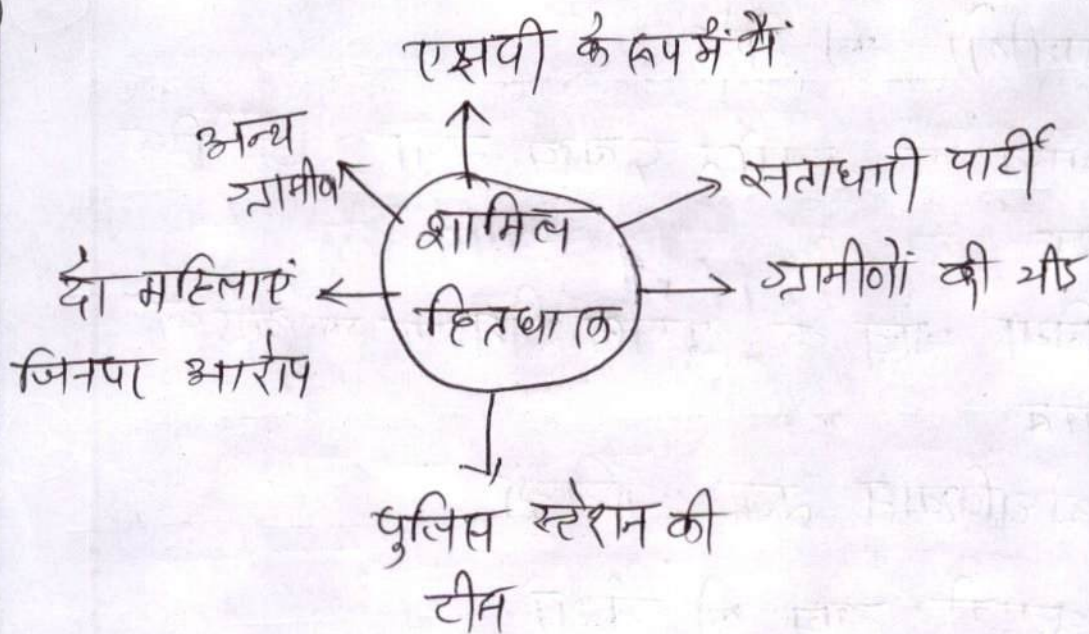 एसपी के रूप में मैं
अन्य
ग्रामीण
सत्ताधारी पार्टी
शामिल
हितधारक
दो महिलाएं
जिनपर आरोप
ग्रामीणों की भीड़
पुलिस स्टेशन की
टीम